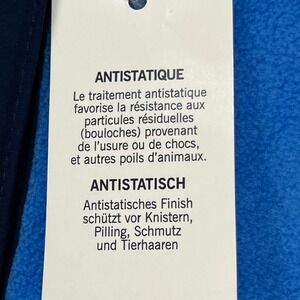 ANTISTATIQUE
Le traitement antistatique
favorise la résistance aux
particules résiduelles
(bouloches) provenant
de l'usure ou de chocs,
et autres poils d'animaux.
ANTISTATISCH
Antistatisches Finish
schützt vor Knistern,
Pilling, Schmutz
und Tierhaaren